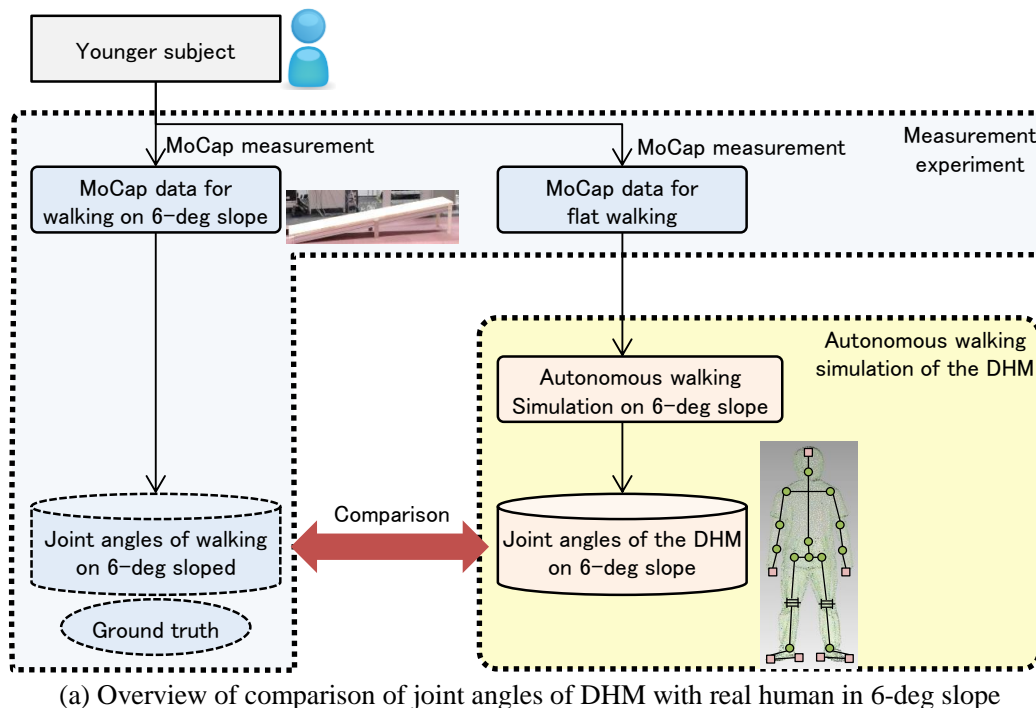 Younger subject
MoCap measurement
MoCap measurement
Measurement
experiment
MoCap data for
walking on 6-deg slope
MoCap data for
flat walking
Autonomous walking
simulation of the DHM
Autonomous walking
Simulation on 6-deg slope
Comparison
Joint angles of walking
on 6-deg sloped
Joint angles of the DHM
on 6-deg slope
Ground truth
(a) Overview of comparison of joint angles of DHM with real human in 6-deg slope